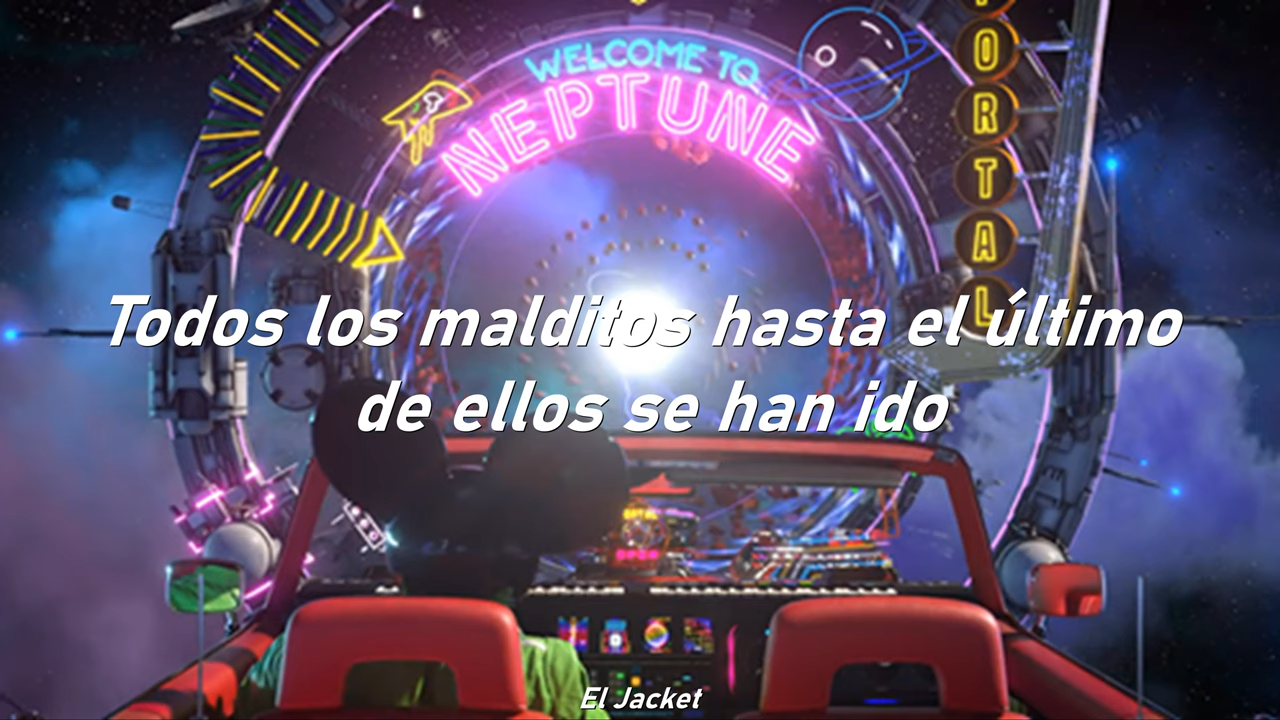 WELCOME TO
NEPTUNE
PORTAL
Todos los malditos hasta el último
de ellos se han ido
El Jacket